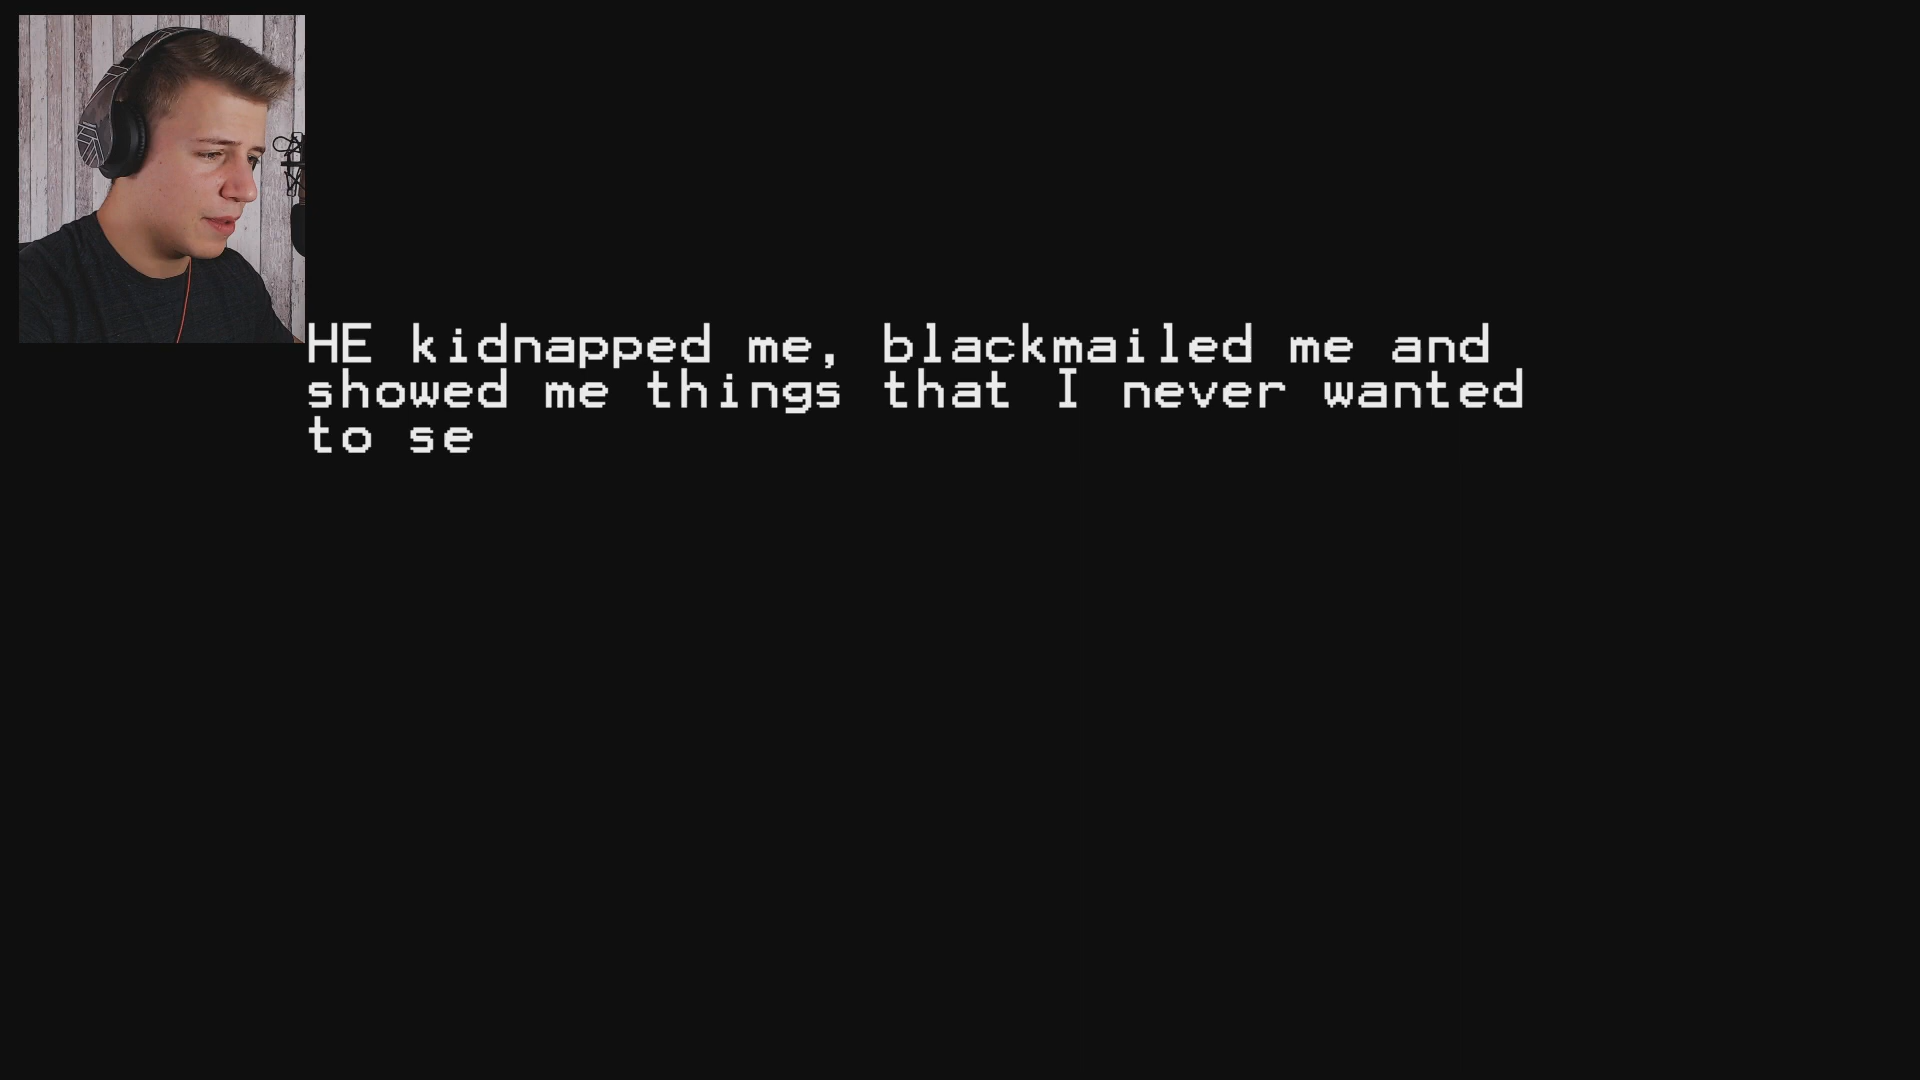 HE kidnapped me, blackmailed me and
showed me things that I never wanted
to se